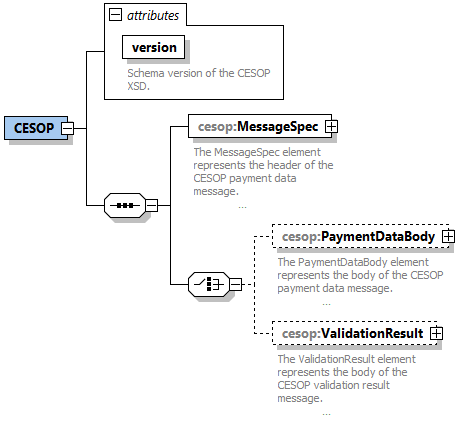 attributes
version
Schema version of the CESOP
XSD.
CESOP
cesop:MessageSpec
The MessageSpec element
represents the header of the
CESOP payment data
message.
...
cesop:PaymentDataBody
The PaymentDataBody element
represents the body of the CESOP
payment data message.
...
cesop:ValidationResult
The ValidationResult element
represents the body of the
CESOP validation result
message.
...